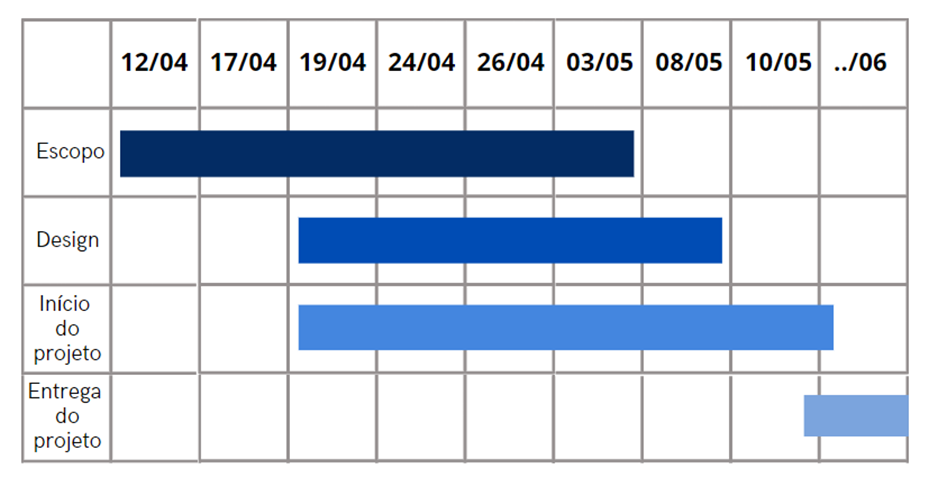 12/04 17/04 19/04 24/04 26/04 03/05 08/05 10/05 ../06
Escopo
Design
Início
do
projeto
Entrega
do
projeto